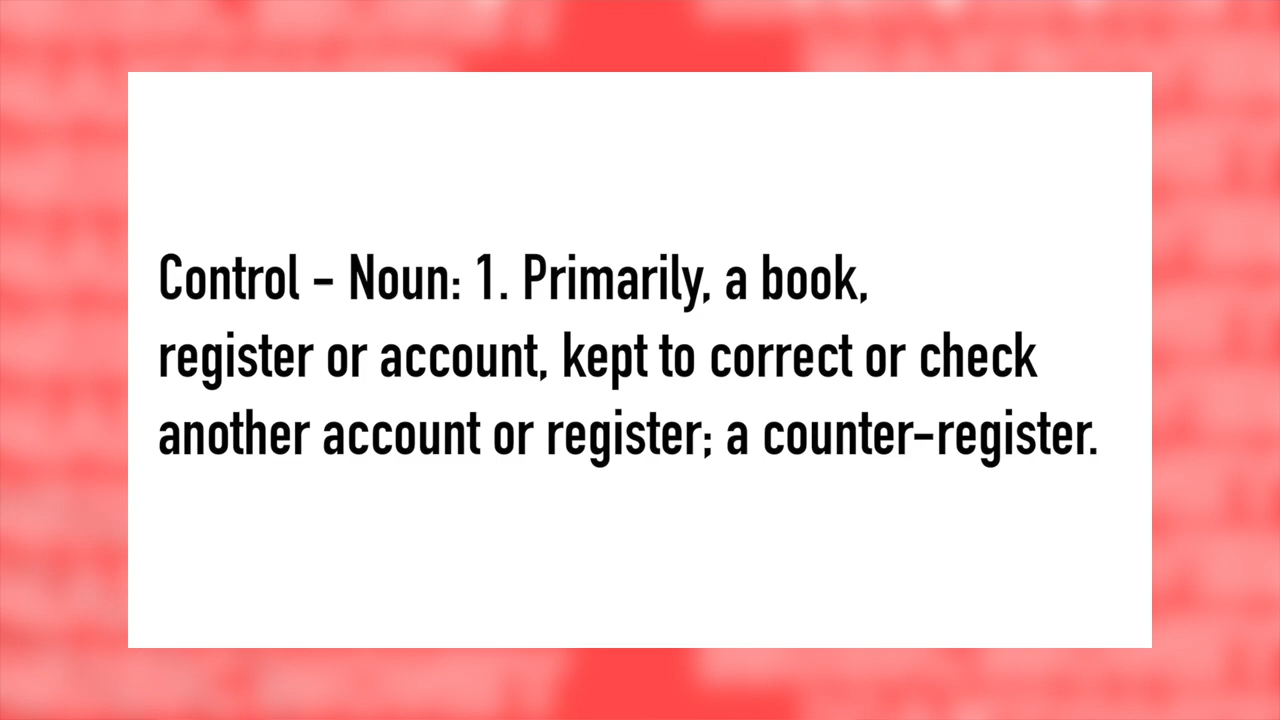 Control - Noun: 1. Primarily, a book,
register or account, kept to correct or check
another account or register; a counter-register.